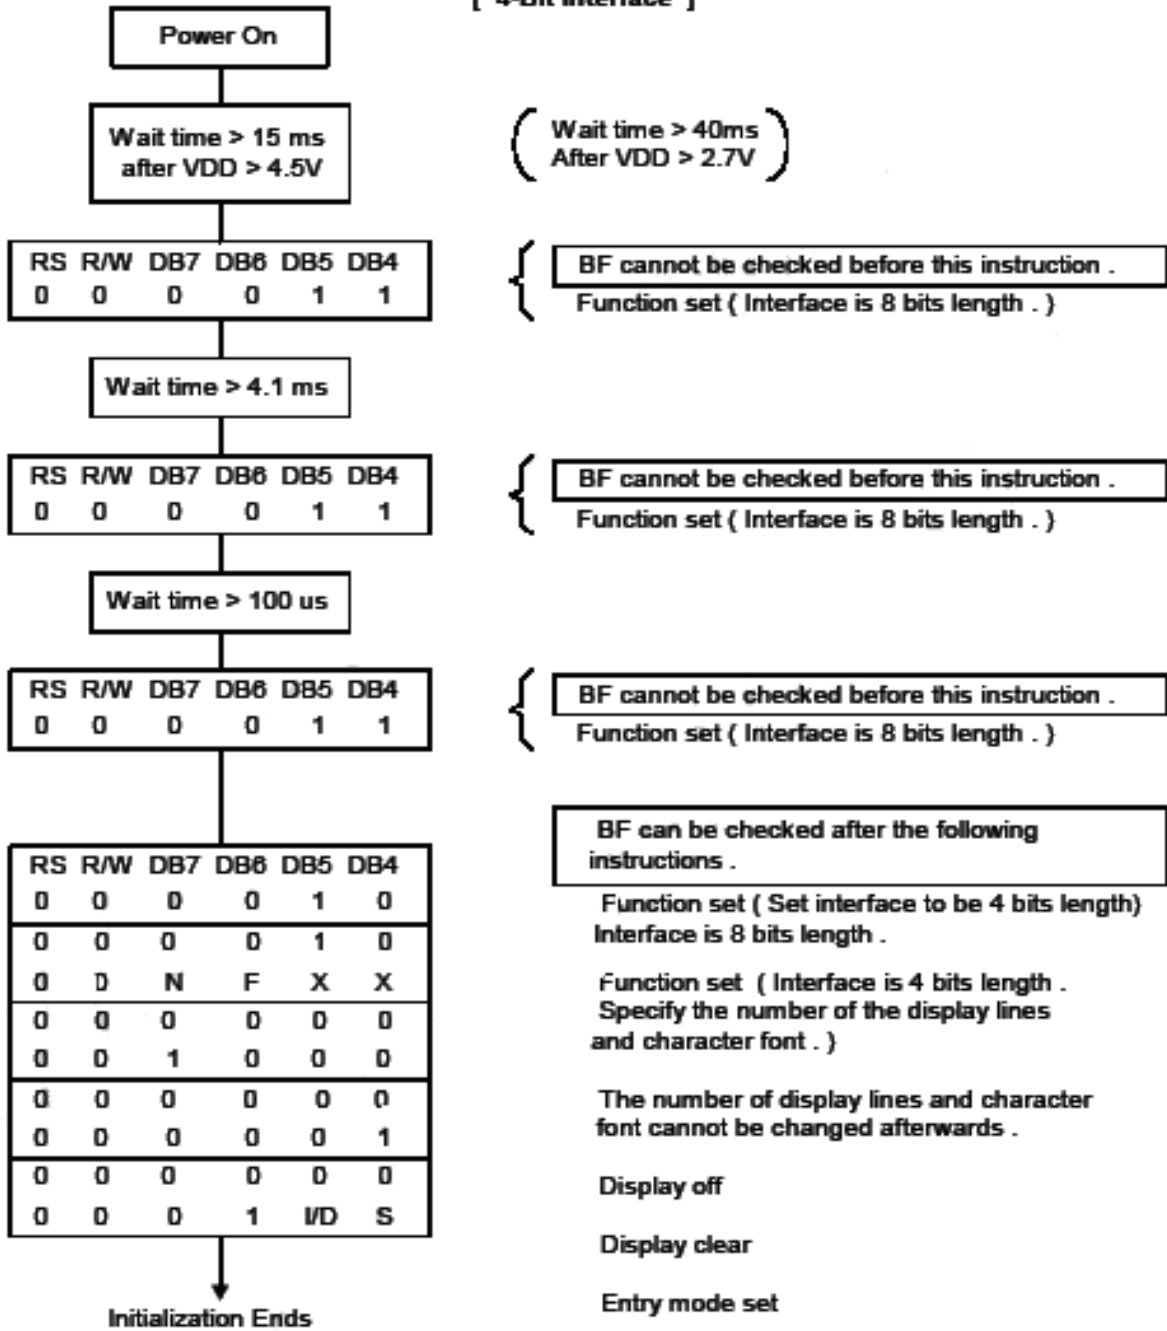 [ 4-Bit Interface ]
Power On
Wait time > 15 ms
after VDD > 4.5V
Wait time > 40ms
After VDD > 2.7V
RS R/W DB7 DB6 DB5 DB4
0 0 0 0 1 1
BF cannot be checked before this instruction .
Function set ( Interface is 8 bits length . )
Wait time > 4.1 ms
RS R/W DB7 DB6 DB5 DB4
0 0 0 0 1 1
BF cannot be checked before this instruction .
Function set ( Interface is 8 bits length . )
Wait time > 100 us
RS R/W DB7 DB6 DB5 DB4
0 0 0 0 1 1
BF cannot be checked before this instruction .
Function set ( Interface is 8 bits length . )
RS R/W DB7 DB6 DB5 DB4
0 0 0 0 1 0
0 0 0 0 1 0
0 0 N F X X
0 0 0 0 0 0
0 0 1 0 0 0
0 0 0 0 0 0
0 0 0 0 0 1
0 0 0 0 0 0
0 0 0 1 I/D S
BF can be checked after the following
instructions .
Function set ( Set interface to be 4 bits length)
Interface is 8 bits length .
Function set ( Interface is 4 bits length .
Specify the number of the display lines
and character font . )
The number of display lines and character
font cannot be changed afterwards .
Display off
Display clear
Entry mode set
Initialization Ends